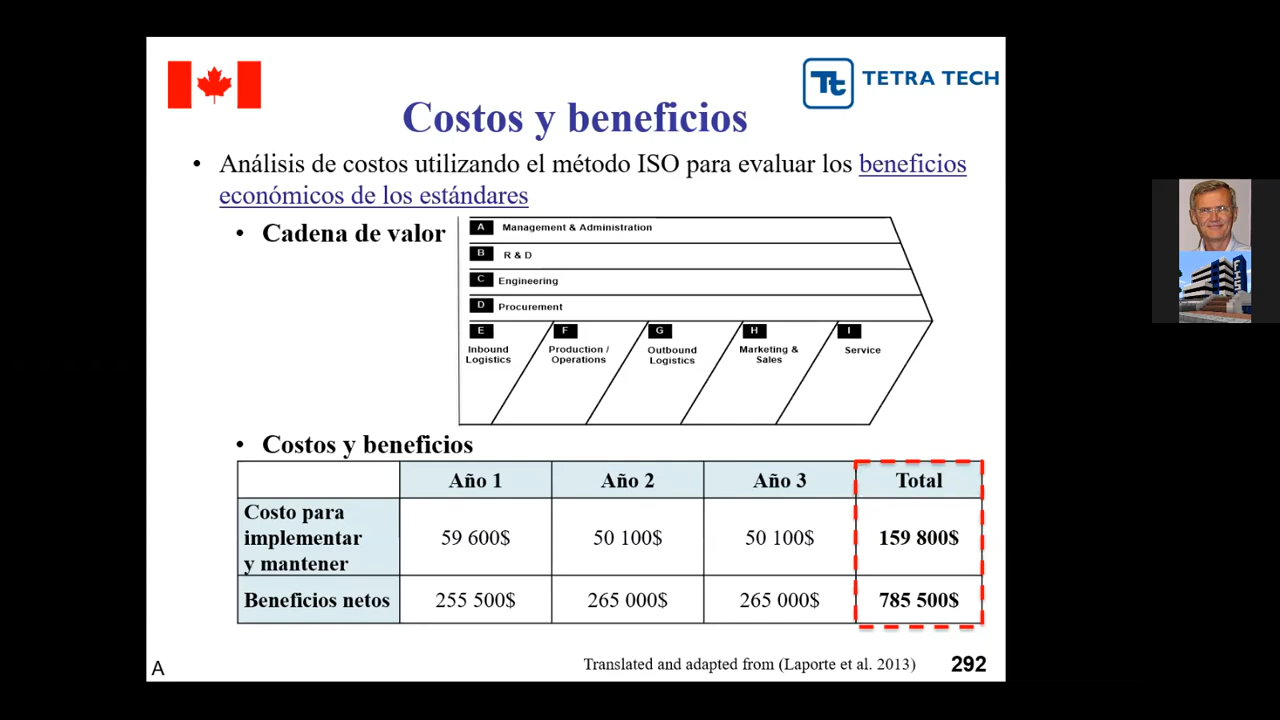 Tt TETRA TECH
Costos y beneficios
• Análisis de costos utilizando el método ISO para evaluar los beneficios
económicos de los estándares
• Cadena de valor
A Management & Administration
B R & D
C Engineering
D Procurement
E F G H I
Inbound Logistics
Production / Operations
Outbound Logistics
Marketing & Sales
Service
• Costos y beneficios
Año 1 Año 2 Año 3 Total
Costo para
implementar
y mantener
59 600$ 50 100$ 50 100$ 159 800$
Beneficios netos 255 500$ 265 000$ 265 000$ 785 500$
A
Translated and adapted from (Laporte et al. 2013)
292